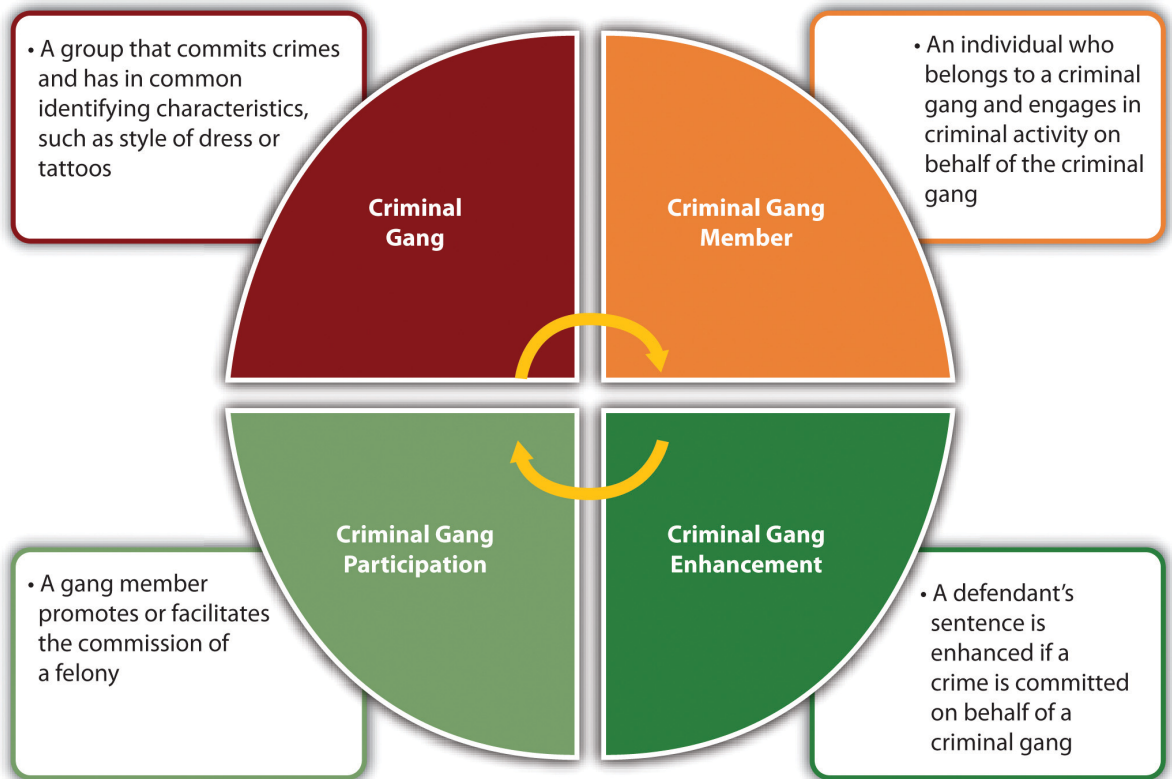 • A group that commits crimes
and has in common
identifying characteristics,
such as style of dress or
tattoos
Criminal
Gang
Criminal Gang
Member
• An individual who
belongs to a criminal
gang and engages in
criminal activity on
behalf of the criminal
gang
• A gang member
promotes or facilitates
the commission of
a felony
Criminal Gang
Participation
Criminal Gang
Enhancement
• A defendant’s
sentence is
enhanced if a
crime is committed
on behalf of a
criminal gang